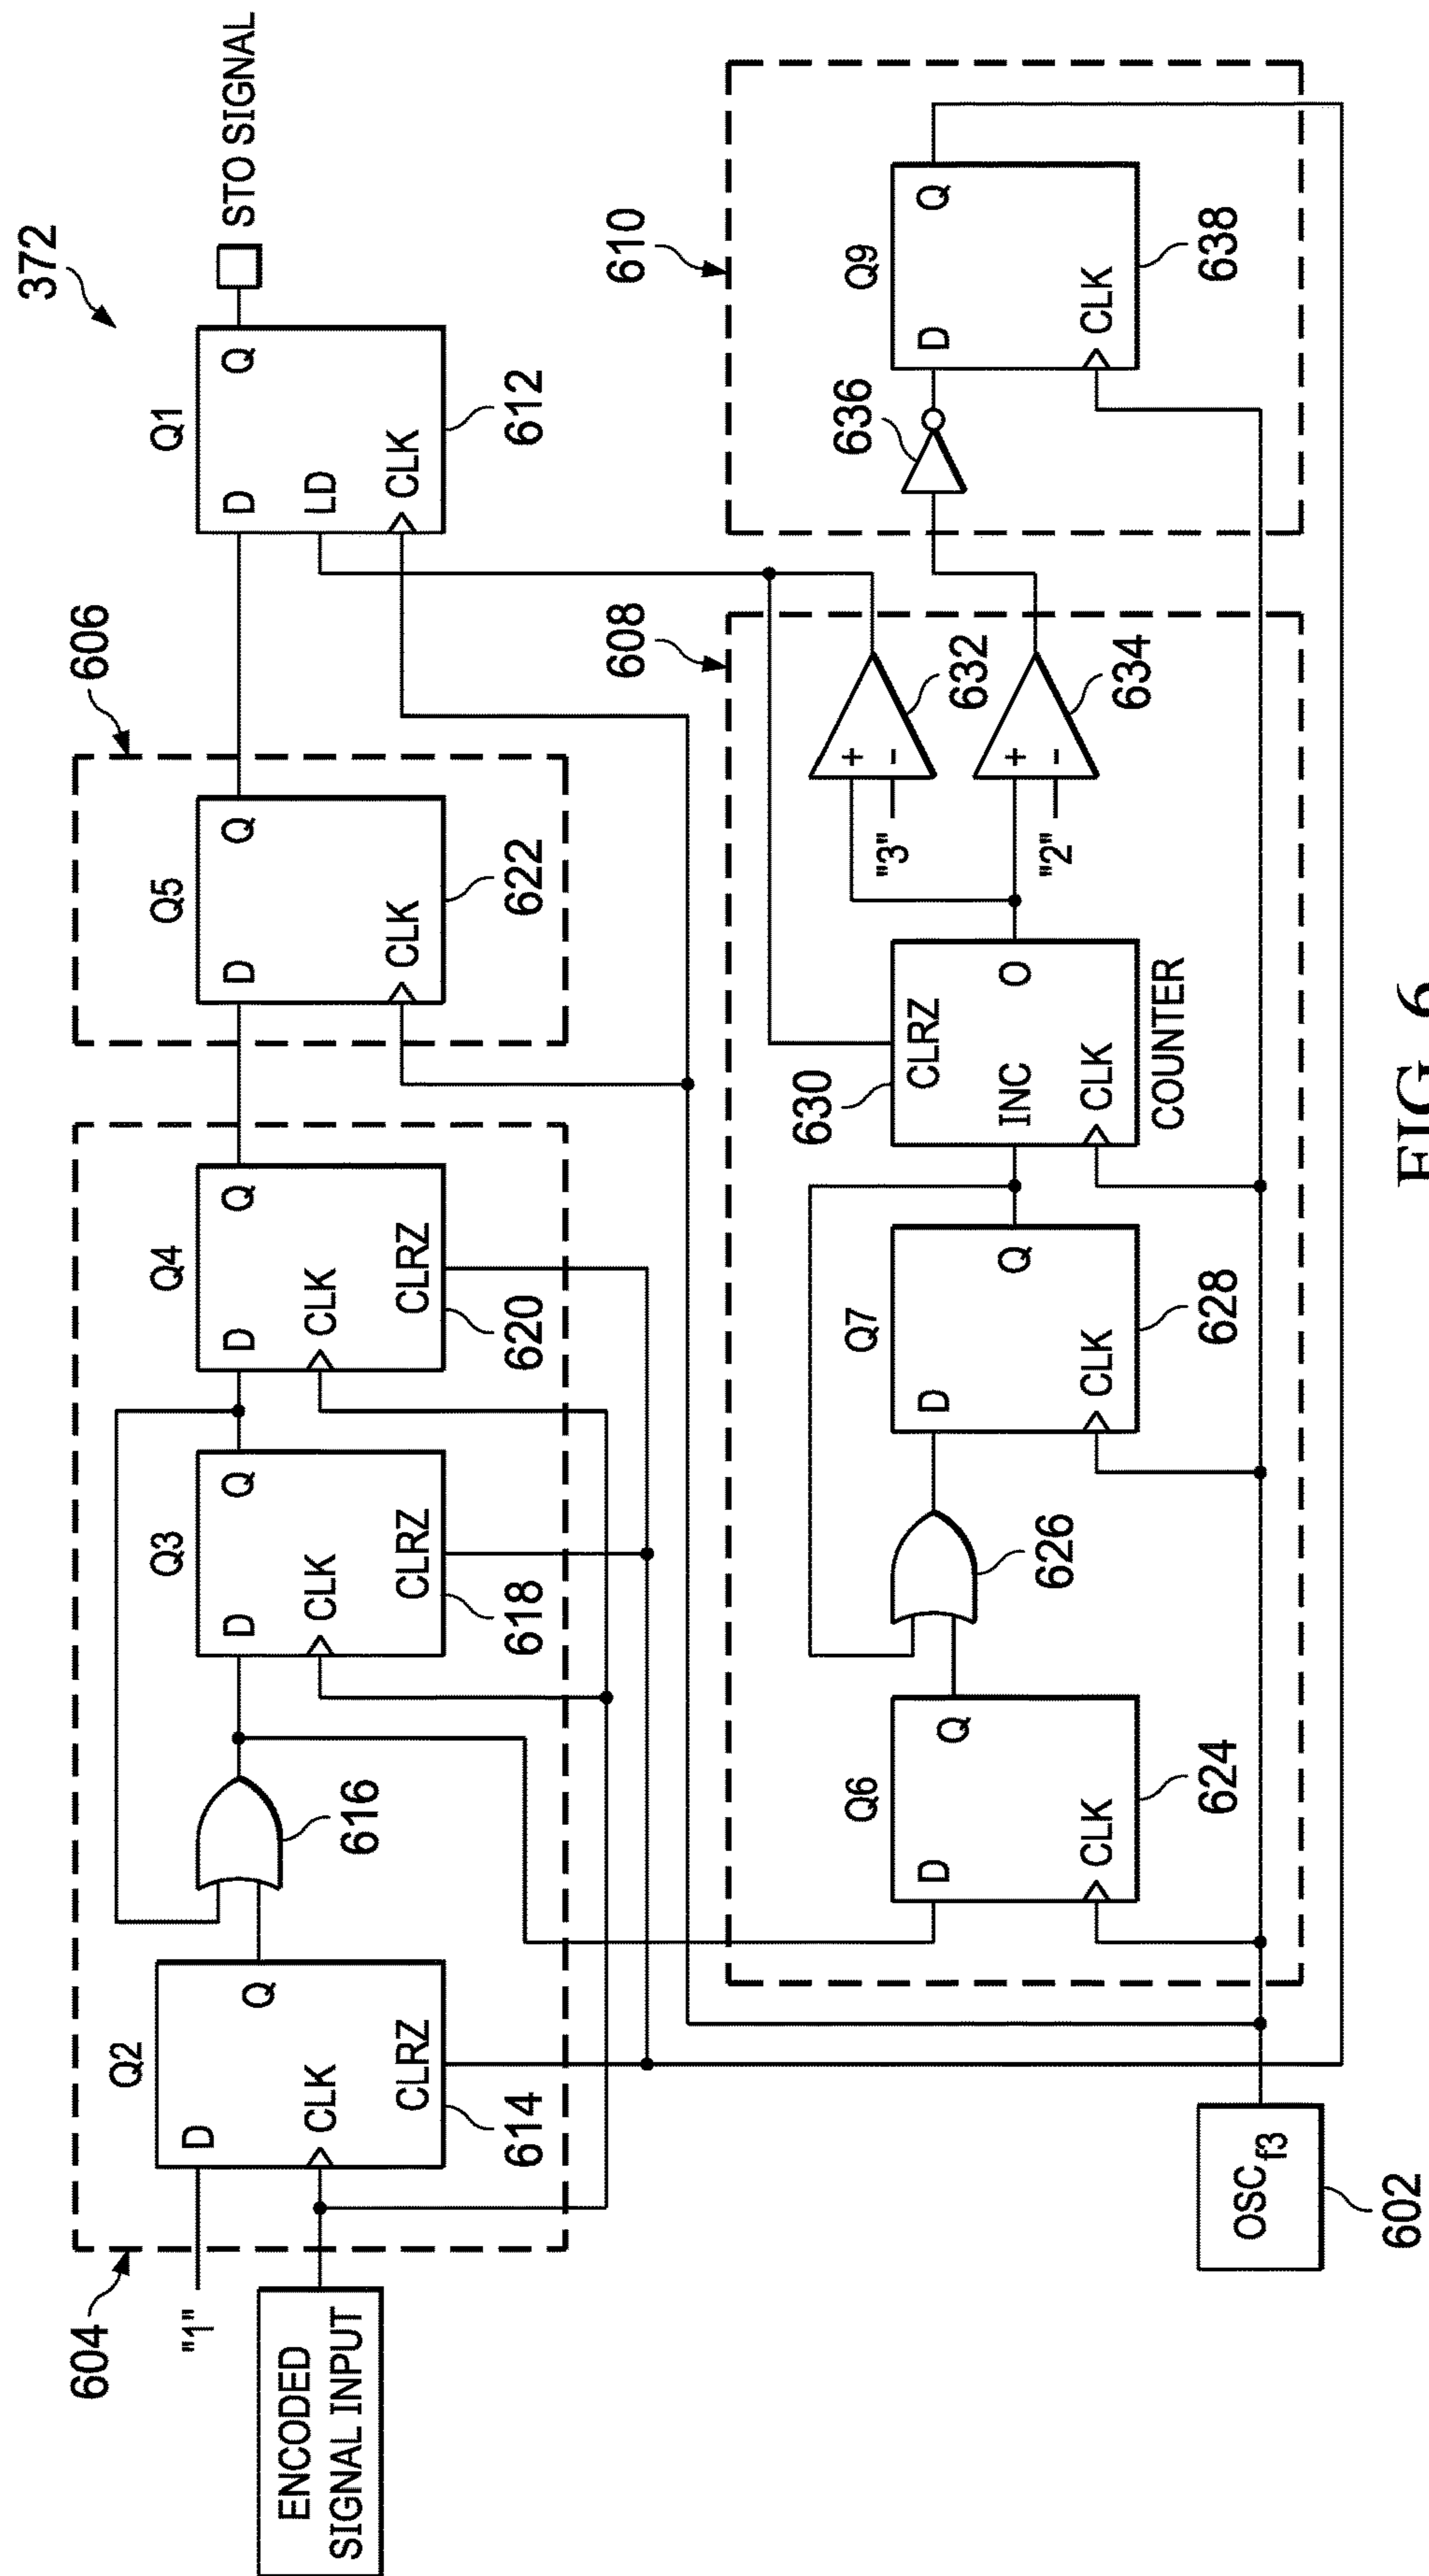 372
STO SIGNAL
604
606
"1"
ENCODED
SIGNAL INPUT
Q2
D
Q
CLK
CLRZ
614
616
Q3
D
Q
CLK
CLRZ
618
Q4
D
Q
CLK
CLRZ
620
Q5
D
Q
CLK
622
Q1
D
Q
LD
CLK
612
608
610
Q6
D
Q
CLK
624
626
Q7
D
Q
CLK
628
630
CLRZ
INC
O
CLK
COUNTER
"3"
+
-
632
"2"
+
-
634
636
Q9
D
Q
CLK
638
OSCf3
602
FIG. 6